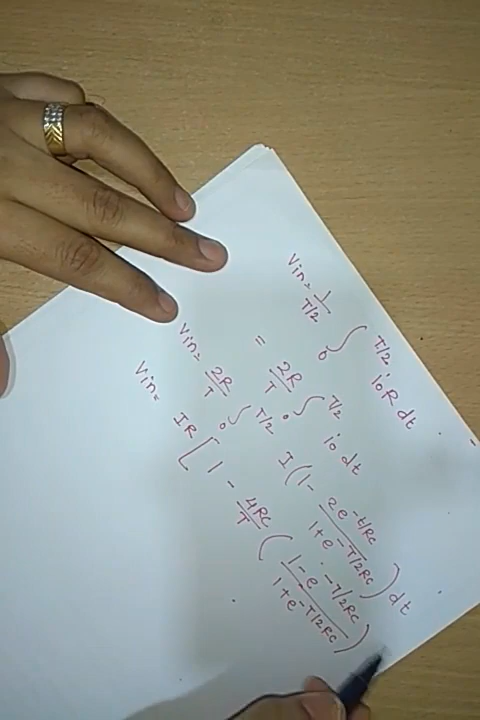 Vin = 1/(T/2) ∫₀^(T/2) i₀R dt
= 2R/T ∫₀^(T/2) i₀ dt
Vin = 2R/T ∫₀^(T/2) I (1 - 2e^(-t/RC) / (1+e^(-T/2RC))) dt
Vin = IR [1 - 4RC/T ((1-e^(-T/2RC)) / (1+e^(-T/2RC)))